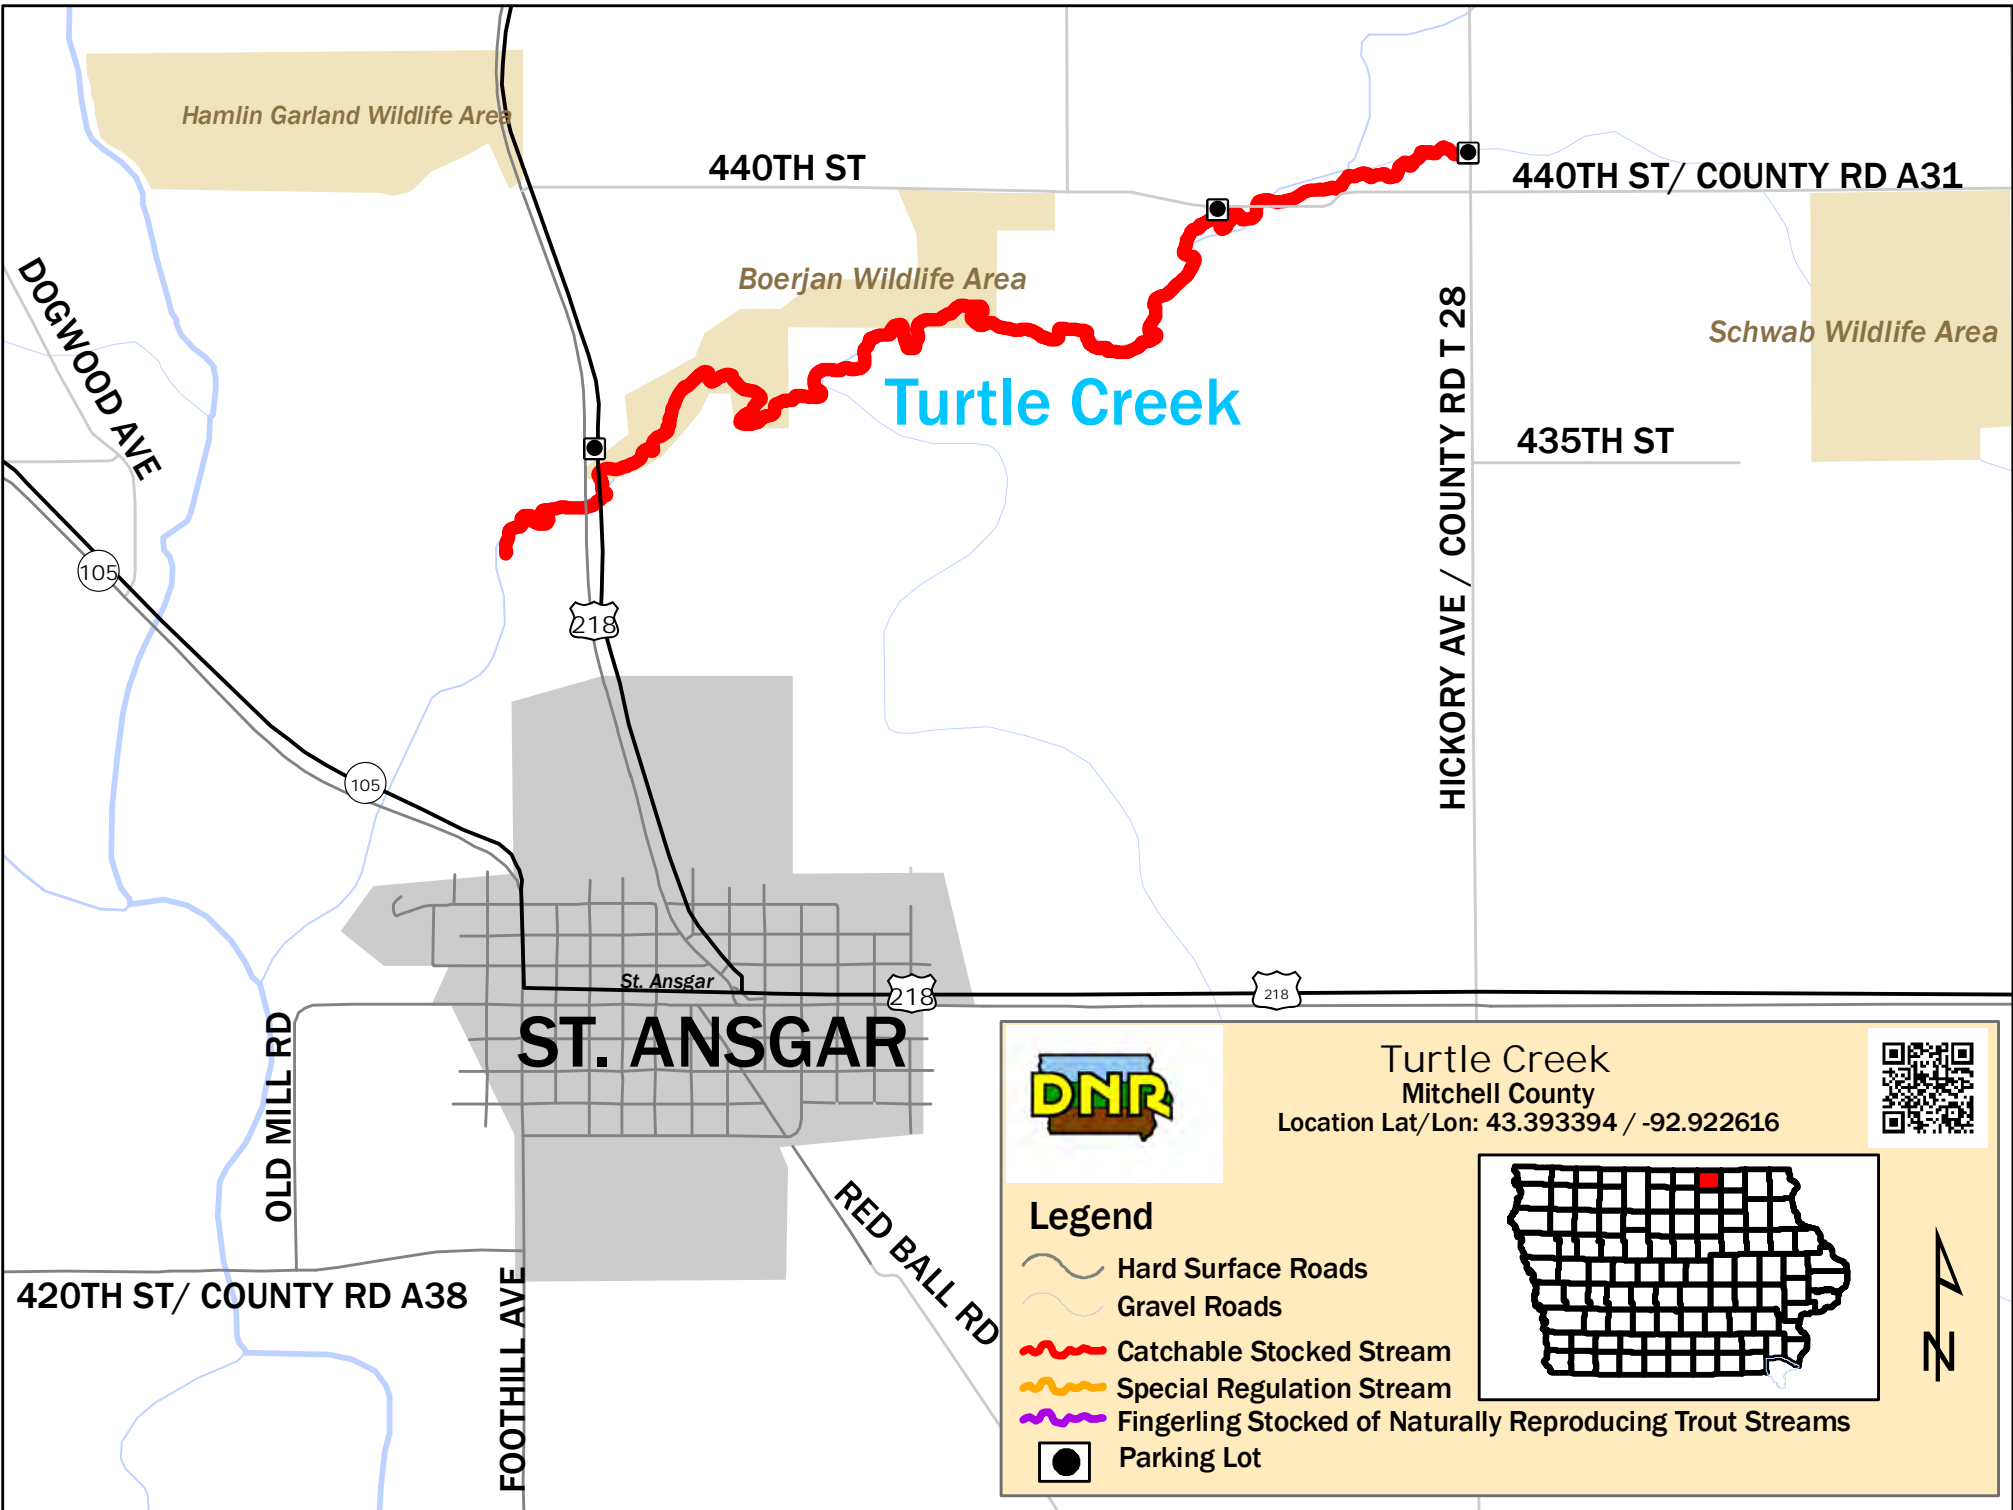 Hamlin Garland Wildlife Area
440TH ST
440TH ST/ COUNTY RD A31
DOGWOOD AVE
Boerjan Wildlife Area
Schwab Wildlife Area
Turtle Creek
HICKORY AVE / COUNTY RD T 28
435TH ST
105
218
105
St. Ansgar
218
218
ST. ANSGAR
OLD MILL RD
RED BALL RD
420TH ST/ COUNTY RD A38
FOOTHILL AVE
DNR
Turtle Creek
Mitchell County
Location Lat/Lon: 43.393394 / -92.922616
Legend
Hard Surface Roads
Gravel Roads
Catchable Stocked Stream
Special Regulation Stream
Fingerling Stocked of Naturally Reproducing Trout Streams
Parking Lot
N